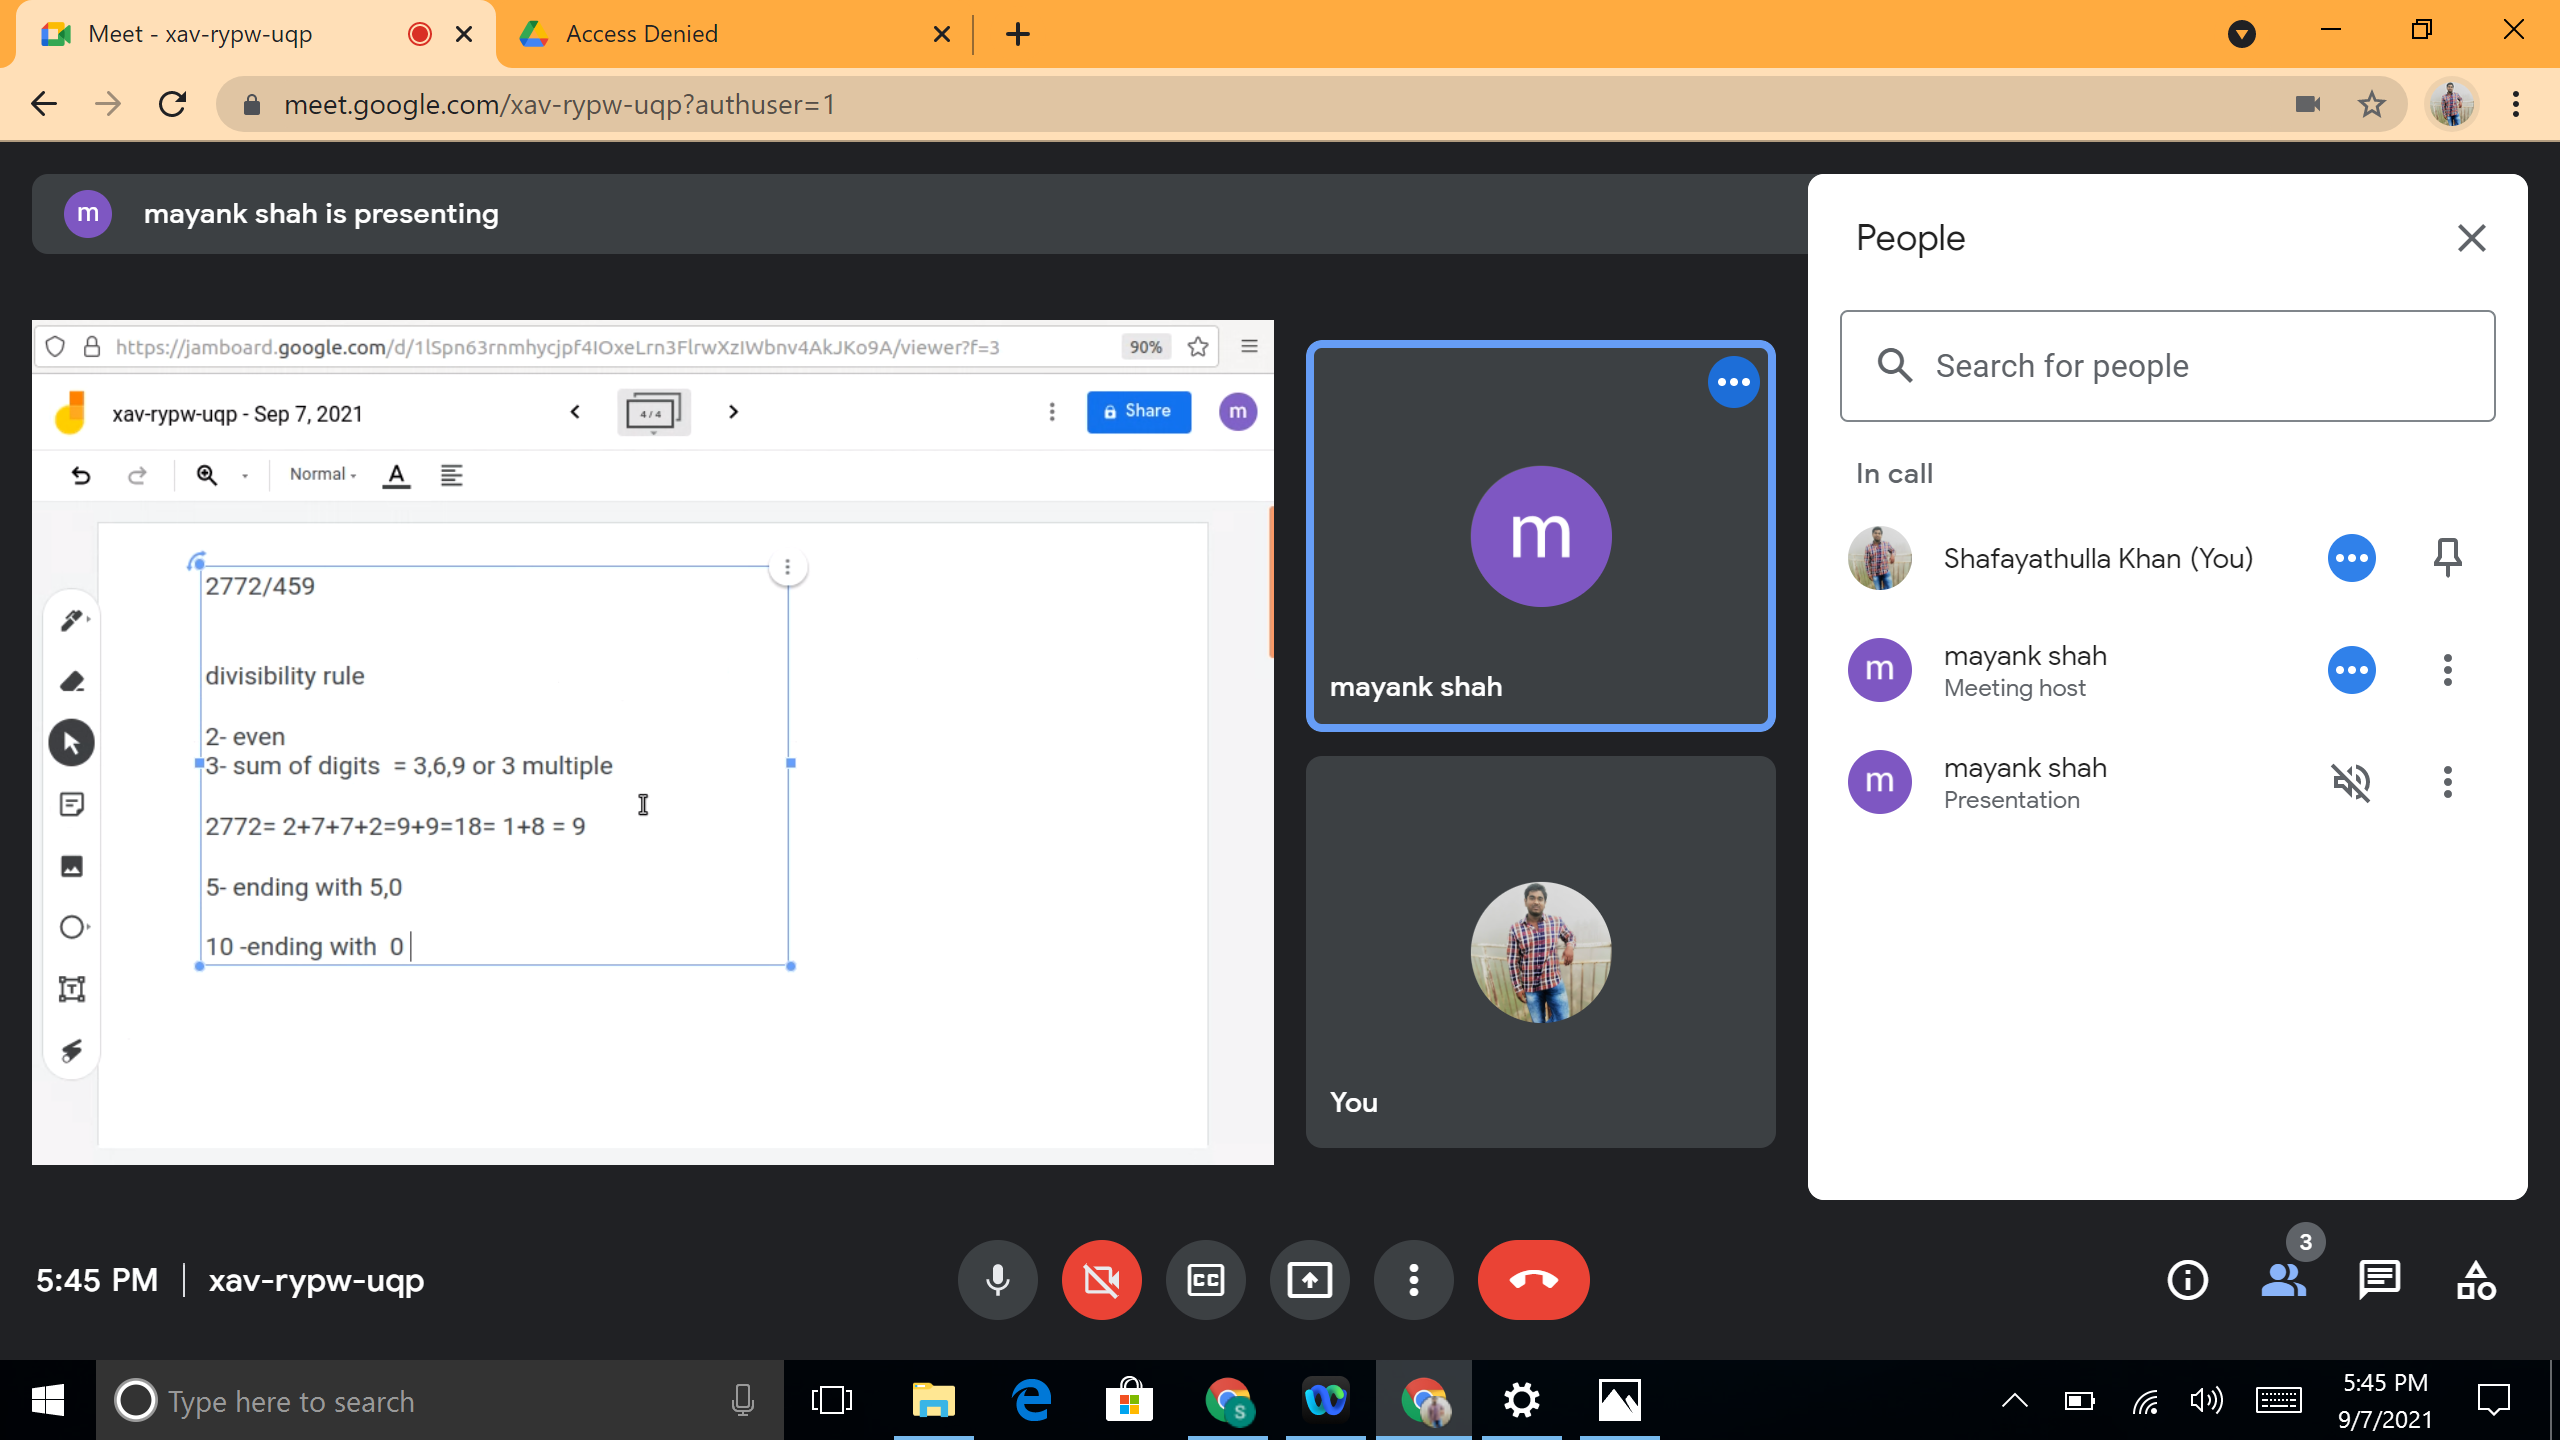 Meet - xav-rypw-uqp
Access Denied
meet.google.com/xav-rypw-uqp?authuser=1
m
mayank shah is presenting
https://jamboard.google.com/d/1lSpn63rnmhycjpf4IOxeLrn3FlrwXzIWbnv4AkJKo9A/viewer?f=3
90%
xav-rypw-uqp - Sep 7, 2021
4 / 4
Share
m
Normal
A
2772/459
divisibility rule
2- even
3- sum of digits = 3,6,9 or 3 multiple
2772= 2+7+7+2=9+9=18= 1+8 = 9
5- ending with 5,0
10 -ending with 0
m
mayank shah
You
People
Search for people
In call
Shafayathulla Khan (You)
m
mayank shah
Meeting host
m
mayank shah
Presentation
5:45 PM
xav-rypw-uqp
CC
3
Type here to search
S
5:45 PM
9/7/2021